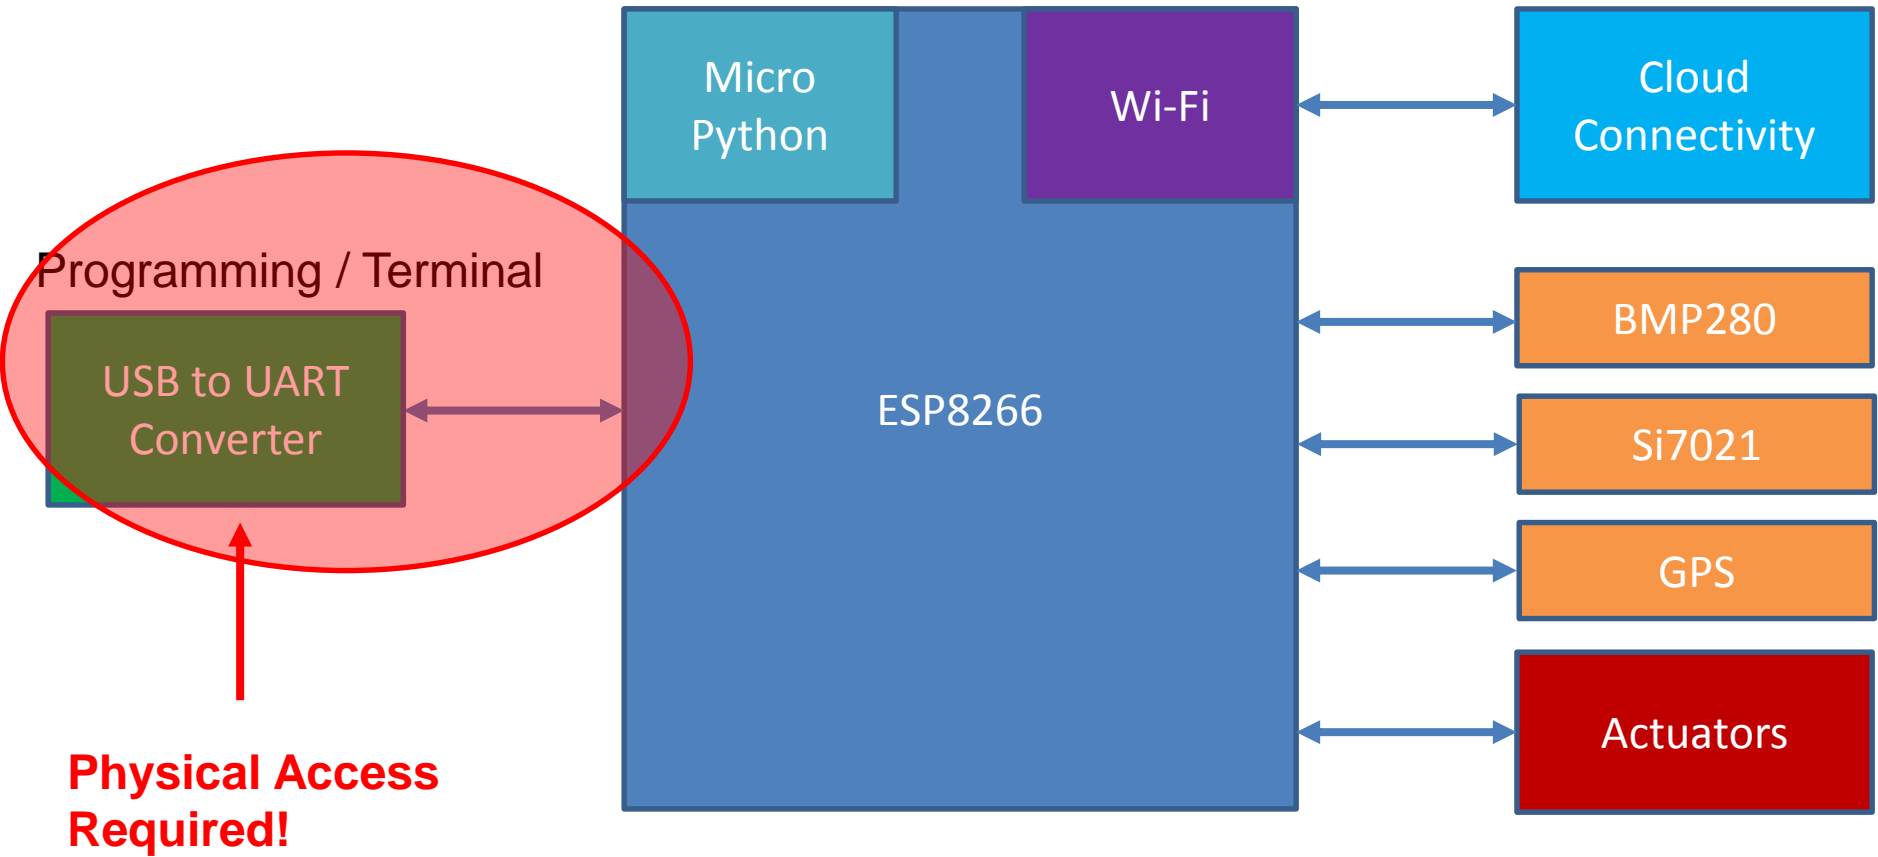 Micro
Python
Wi-Fi
Cloud
Connectivity
Programming / Terminal
USB to UART
Converter
ESP8266
BMP280
Si7021
GPS
Actuators
Physical Access
Required!